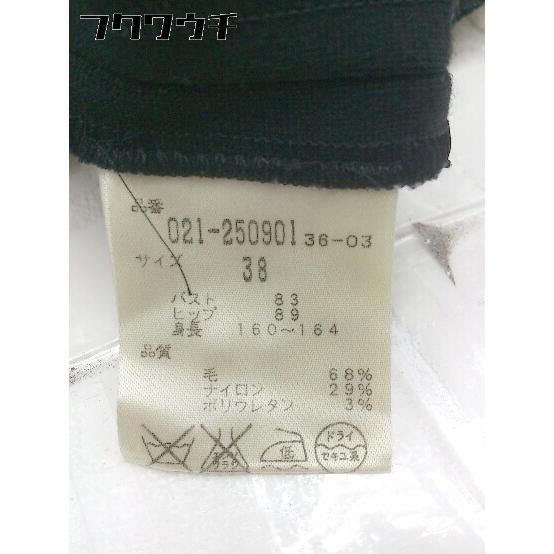 フクウクチ
品番
021-250901 36-03
サイズ 38
バスト 83
ヒップ 89
身長 160~164
品質
毛 68%
ナイロン 29%
ポリウレタン 3%
低
ドライ
セキユ系